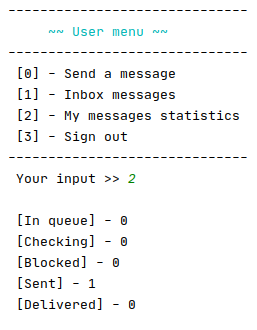 ------------------------------
~~ User menu ~~
------------------------------
[0] - Send a message
[1] - Inbox messages
[2] - My messages statistics
[3] - Sign out
------------------------------
Your input >> 2
[In queue] - 0
[Checking] - 0
[Blocked] - 0
[Sent] - 1
[Delivered] - 0